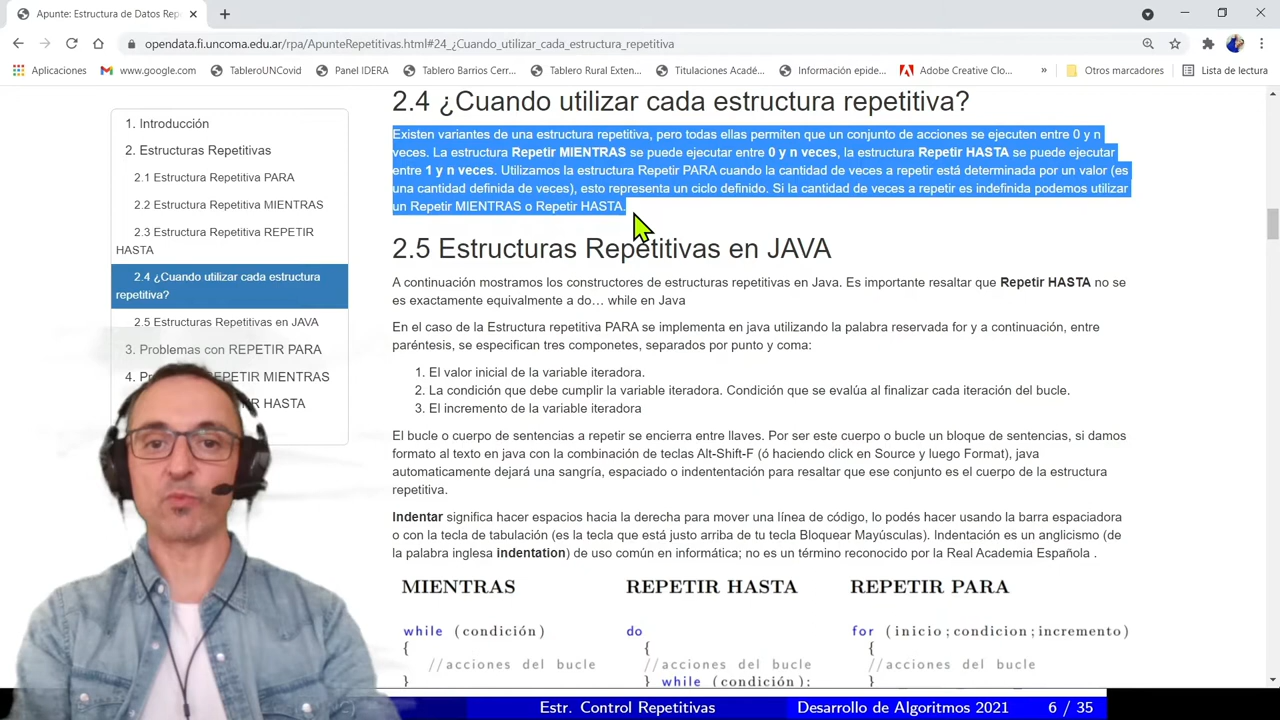 Apunte: Estructura de Datos Rep
opendata.fi.uncoma.edu.ar/rpa/ApunteRepetitivas.html#24_¿Cuando_utilizar_cada_estructura_repetitiva
Aplicaciones
www.google.com
TableroUNCovid
Panel IDERA
Tablero Barrios Cerr...
Tablero Rural Exten...
Titulaciones Acadé...
Información epide...
Adobe Creative Clo...
»
Otros marcadores
Lista de lectura
1. Introducción
2. Estructuras Repetitivas
2.1 Estructura Repetitiva PARA
2.2 Estructura Repetitiva MIENTRAS
2.3 Estructura Repetitiva REPETIR
HASTA
2.4 ¿Cuando utilizar cada estructura
repetitiva?
2.5 Estructuras Repetitivas en JAVA
3. Problemas con REPETIR PARA
4. Pr REPETIR MIENTRAS
HASTA
2.4 ¿Cuando utilizar cada estructura repetitiva?
Existen variantes de una estructura repetitiva, pero todas ellas permiten que un conjunto de acciones se ejecuten entre 0 y n
veces. La estructura Repetir MIENTRAS se puede ejecutar entre 0 y n veces, la estructura Repetir HASTA se puede ejecutar
entre 1 y n veces. Utilizamos la estructura Repetir PARA cuando la cantidad de veces a repetir está determinada por un valor (es
una cantidad definida de veces), esto representa un ciclo definido. Si la cantidad de veces a repetir es indefinida podemos utilizar
un Repetir MIENTRAS o Repetir HASTA.
2.5 Estructuras Repetitivas en JAVA
A continuación mostramos los constructores de estructuras repetitivas en Java. Es importante resaltar que Repetir HASTA no se
es exactamente equivalmente a do… while en Java
En el caso de la Estructura repetitiva PARA se implementa en java utilizando la palabra reservada for y a continuación, entre
paréntesis, se especifican tres componetes, separados por punto y coma:
1. El valor inicial de la variable iteradora.
2. La condición que debe cumplir la variable iteradora. Condición que se evalúa al finalizar cada iteración del bucle.
3. El incremento de la variable iteradora
El bucle o cuerpo de sentencias a repetir se encierra entre llaves. Por ser este cuerpo o bucle un bloque de sentencias, si damos
formato al texto en java con la combinación de teclas Alt-Shift-F (ó haciendo click en Source y luego Format), java
automaticamente dejará una sangría, espaciado o indententación para resaltar que ese conjunto es el cuerpo de la estructura
repetitiva.
Indentar significa hacer espacios hacia la derecha para mover una línea de código, lo podés hacer usando la barra espaciadora
o con la tecla de tabulación (es la tecla que está justo arriba de tu tecla Bloquear Mayúsculas). Indentación es un anglicismo (de
la palabra inglesa indentation) de uso común en informática; no es un término reconocido por la Real Academia Española .
MIENTRAS REPETIR HASTA REPETIR PARA
while (condición) do for (inicio;condicion;incremento)
{ { {
//acciones del bucle //acciones del bucle //acciones del bucle
} } while (condición); }
Estr. Control Repetitivas Desarrollo de Algoritmos 2021 6 / 35